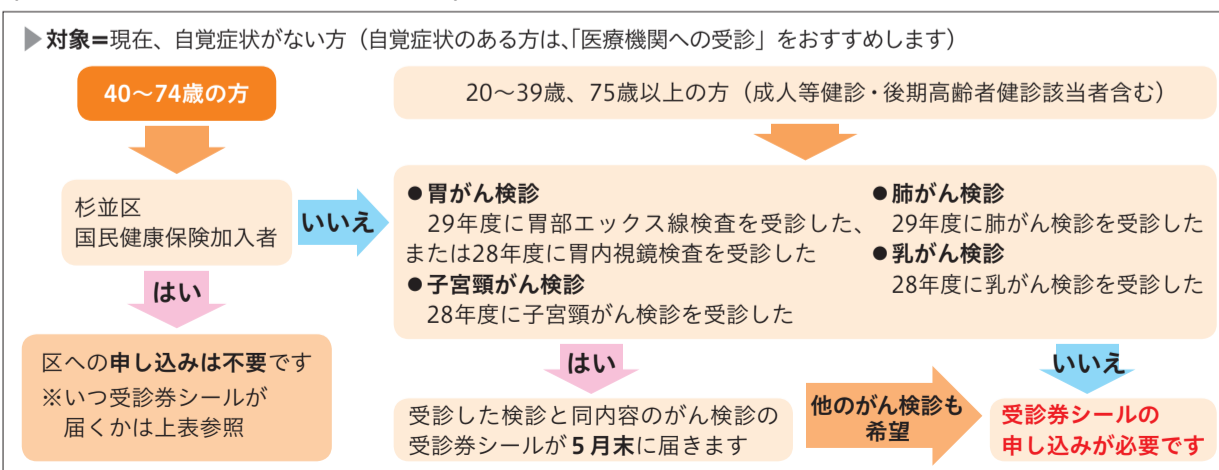 ▶対象=現在、自覚症状がない方（自覚症状のある方は、「医療機関への受診」をおすすめします）
40〜74歳の方
20〜39歳、75歳以上の方（成人等健診・後期高齢者健診該当者含む）
杉並区
国民健康保険加入者
いいえ
●胃がん検診
29年度に胃部エックス線検査を受診した、
または28年度に胃内視鏡検査を受診した
●子宮頸がん検診
28年度に子宮頸がん検診を受診した
●肺がん検診
29年度に肺がん検診を受診した
●乳がん検診
28年度に乳がん検診を受診した
はい
区への申し込みは不要です
※いつ受診券シールが
届くかは上表参照
はい
いいえ
受診した検診と同内容のがん検診の
受診券シールが5月末に届きます
他のがん検診も
希望
受診券シールの
申し込みが必要です